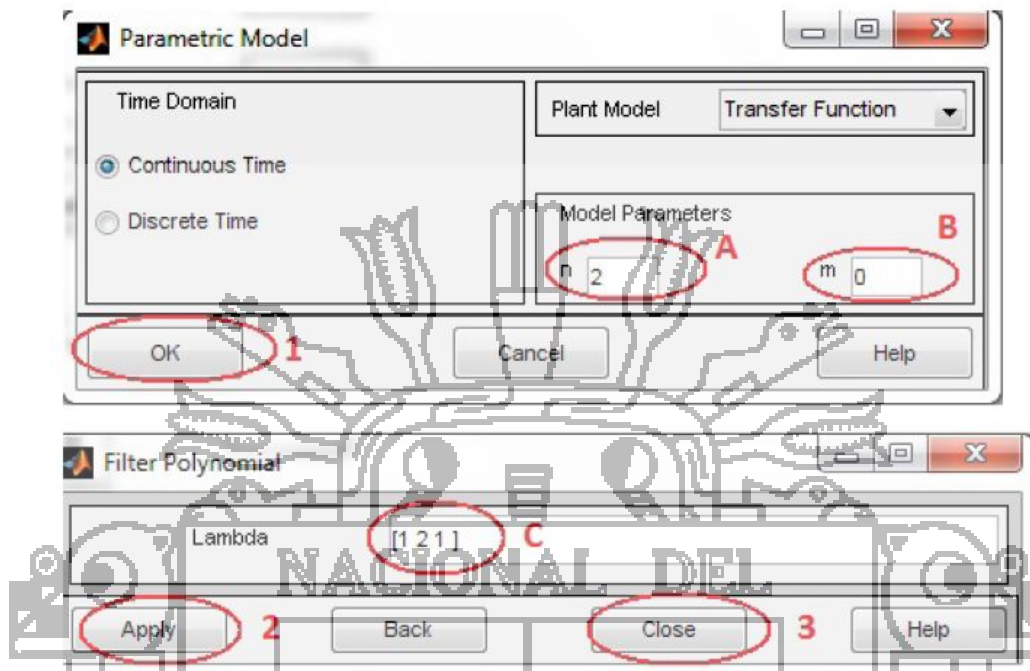 Parametric Model
Time Domain
Plant Model Transfer Function
Continuous Time
Discrete Time
Model Parameters
A B
n 2 m 0
OK 1 Cancel Help
Filter Polynomial
Lambda [1 2 1 ] C
NACIONAL DEL
Apply 2 Back Close 3 Help